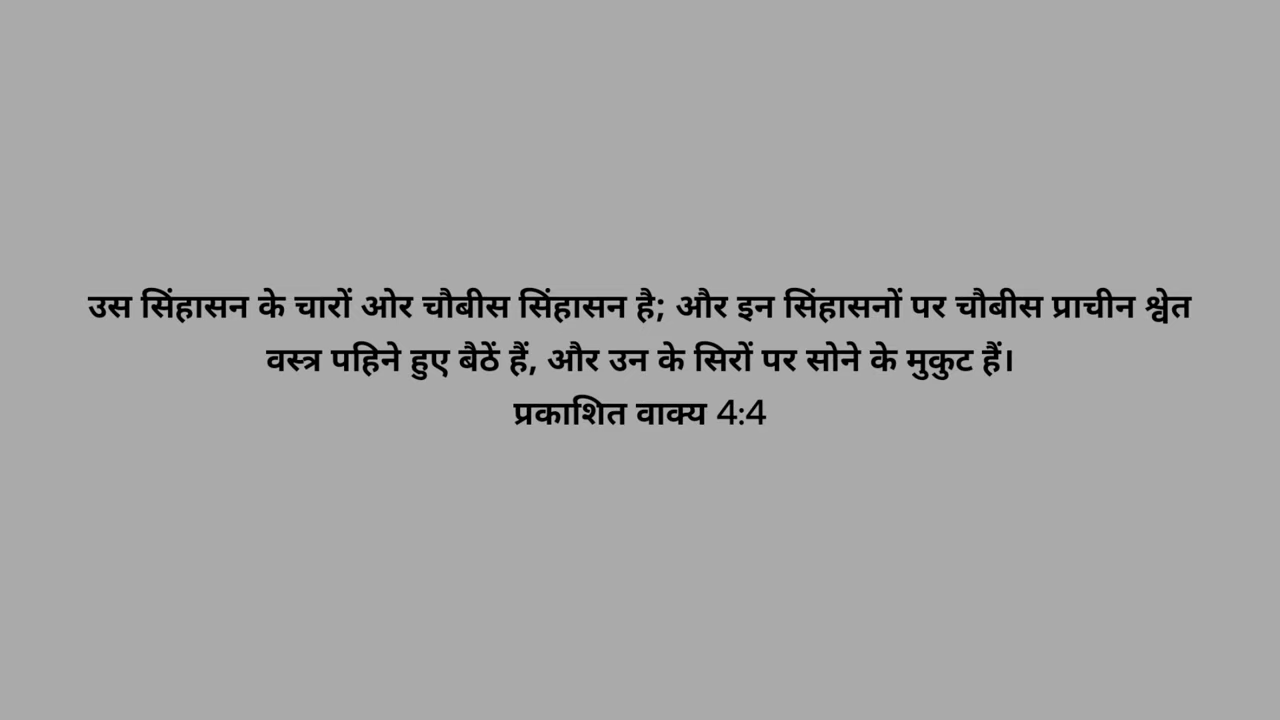 उस सिंहासन के चारों ओर चौबीस सिंहासन है; और इन सिंहासनों पर चौबीस प्राचीन श्वेत
वस्त्र पहिने हुए बैठें हैं, और उन के सिरों पर सोने के मुकुट हैं।
प्रकाशित वाक्य 4:4